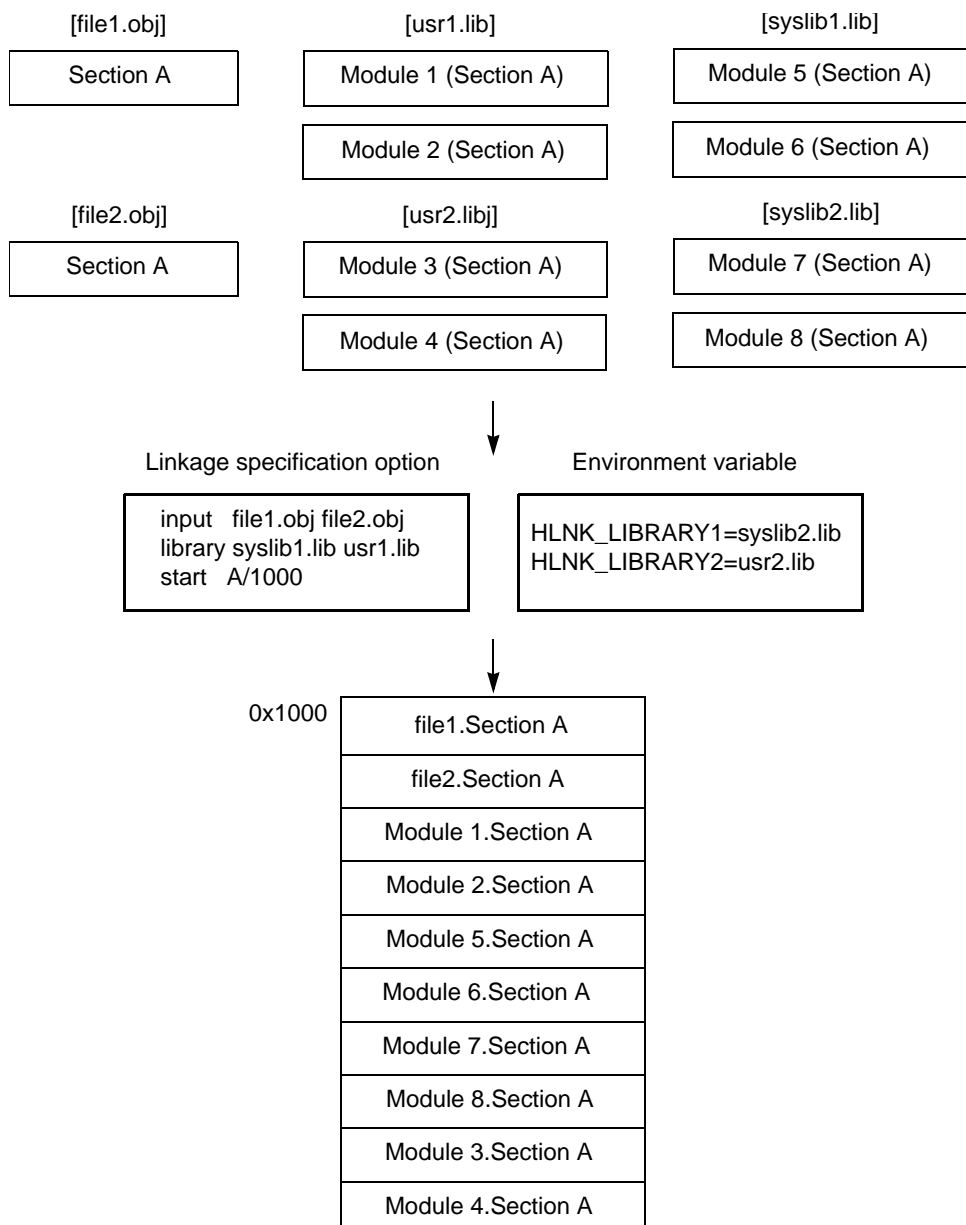 [file1.obj] [usr1.lib] [syslib1.lib]
Section A Module 1 (Section A) Module 5 (Section A)
Module 2 (Section A) Module 6 (Section A)
[file2.obj] [usr2.libj] [syslib2.lib]
Section A Module 3 (Section A) Module 7 (Section A)
Module 4 (Section A) Module 8 (Section A)
Linkage specification option Environment variable
input file1.obj file2.obj
library syslib1.lib usr1.lib
start A/1000
HLNK_LIBRARY1=syslib2.lib
HLNK_LIBRARY2=usr2.lib
0x1000
file1.Section A
file2.Section A
Module 1.Section A
Module 2.Section A
Module 5.Section A
Module 6.Section A
Module 7.Section A
Module 8.Section A
Module 3.Section A
Module 4.Section A